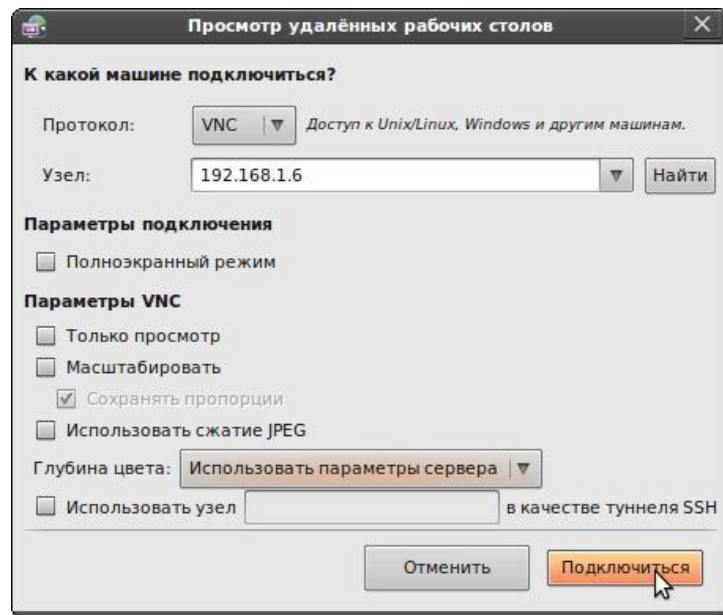 Просмотр удалённых рабочих столов
К какой машине подключиться?
Протокол: VNC Доступ к Unix/Linux, Windows и другим машинам.
Узел: 192.168.1.6 Найти
Параметры подключения
Полноэкранный режим
Параметры VNC
Только просмотр
Масштабировать
Сохранять пропорции
Использовать сжатие JPEG
Глубина цвета: Использовать параметры сервера
Использовать узел в качестве туннеля SSH
Отменить Подключиться